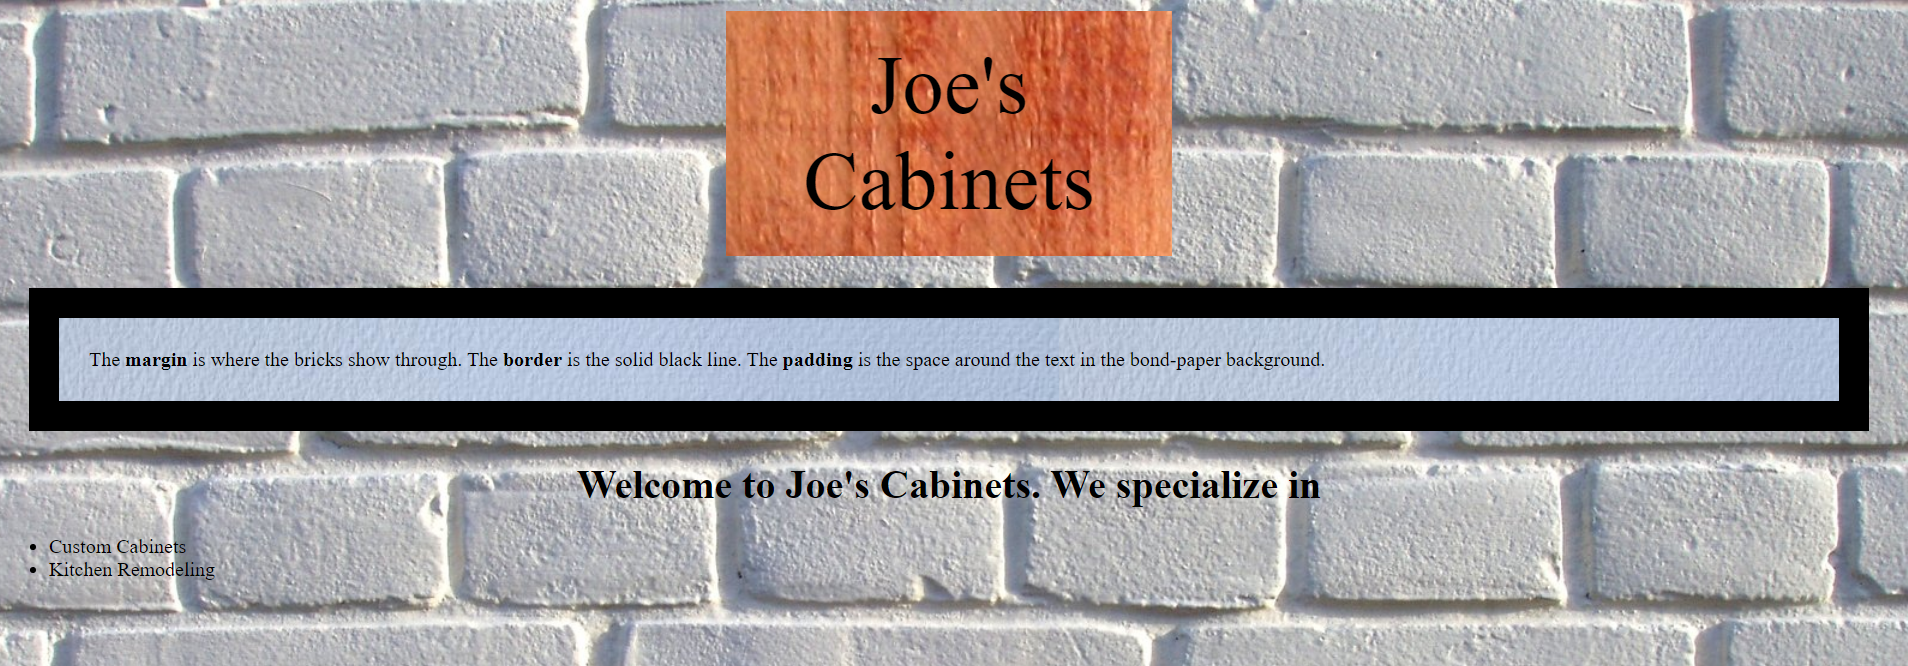 Joe's
Cabinets
The margin is where the bricks show through. The border is the solid black line. The padding is the space around the text in the bond-paper background.
Welcome to Joe's Cabinets. We specialize in
• Custom Cabinets
• Kitchen Remodeling